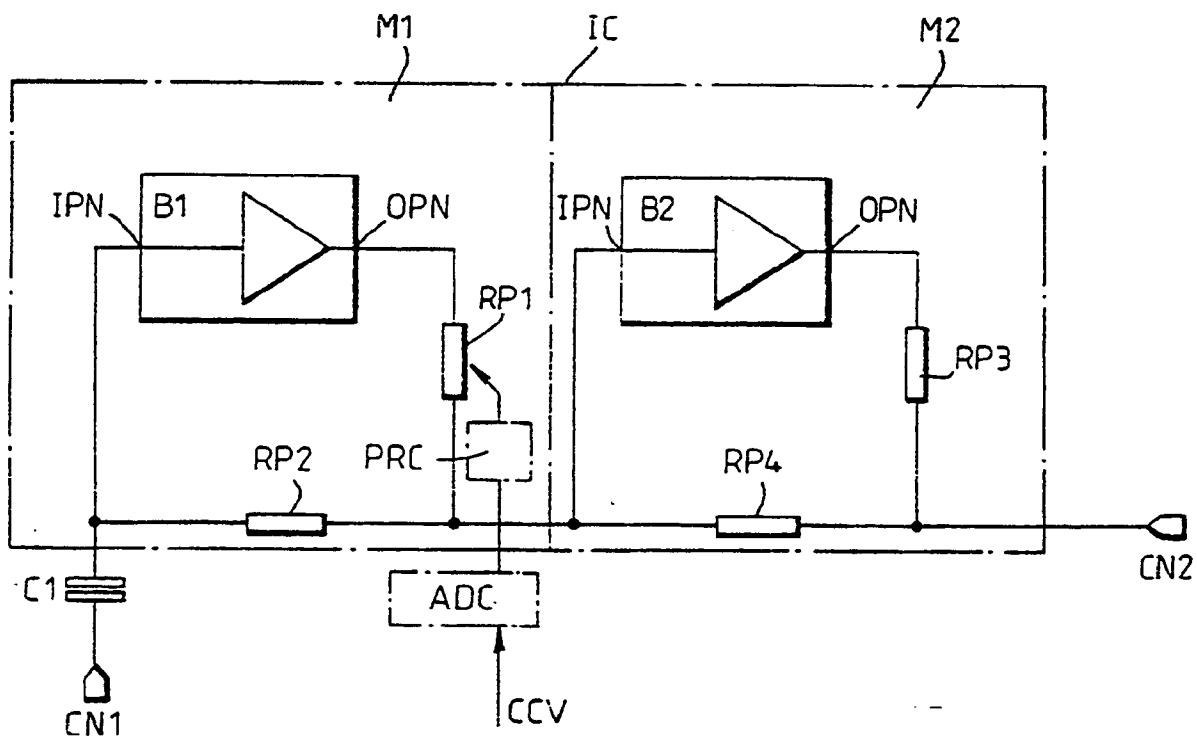 M1
IC
M2
IPN
B1
OPN
IPN
B2
OPN
RP1
RP3
PRC
RP2
RP4
C1
ADC
CN2
CN1
CCV